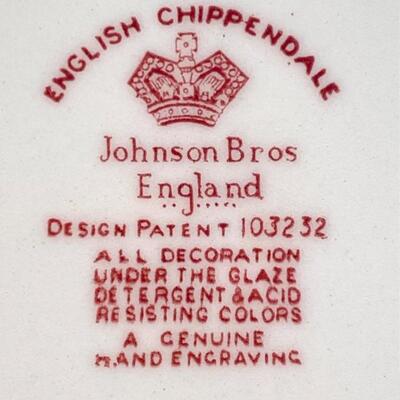 ENGLISH CHIPPENDALE
Johnson Bros
England
DESIGN PATENT 103232
ALL DECORATION
UNDER THE GLAZE
DETERGENT & ACID
RESISTING COLORS
A GENUINE
HAND ENGRAVING